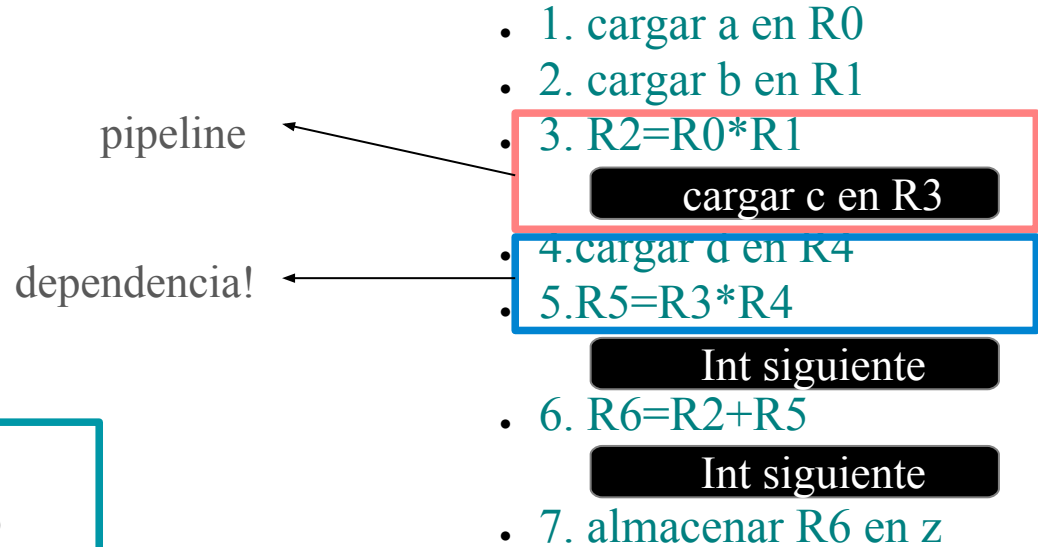 1. cargar a en R0
2. cargar b en R1
pipeline
3. R2=R0*R1
cargar c en R3
4.cargar d en R4
dependencia!
5.R5=R3*R4
Int siguiente
6. R6=R2+R5
Int siguiente
7. almacenar R6 en z